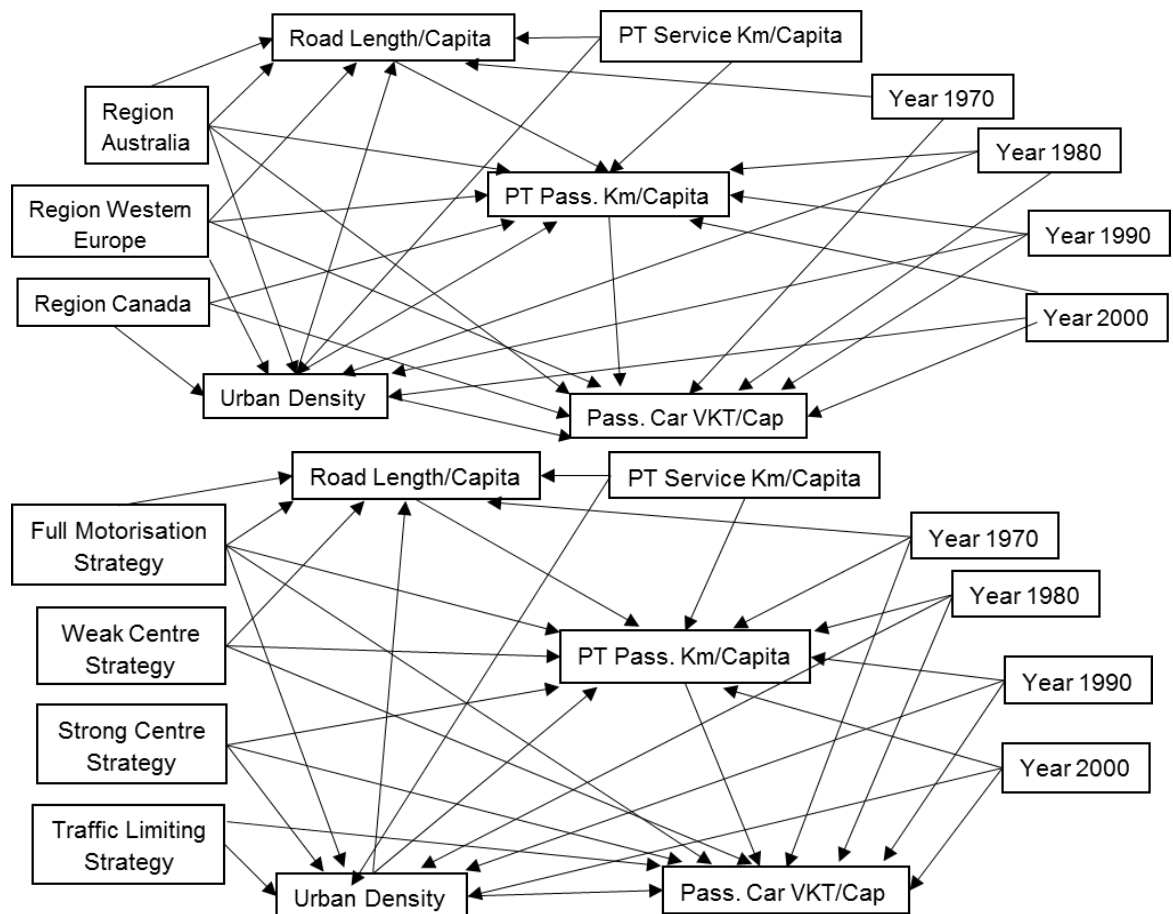 Road Length/Capita
PT Service Km/Capita
Region
Australia
Year 1970
Year 1980
PT Pass. Km/Capita
Region Western
Europe
Year 1990
Region Canada
Year 2000
Urban Density
Pass. Car VKT/Cap
Road Length/Capita
PT Service Km/Capita
Full Motorisation
Strategy
Year 1970
Year 1980
Weak Centre
Strategy
PT Pass. Km/Capita
Year 1990
Strong Centre
Strategy
Year 2000
Traffic Limiting
Strategy
Urban Density
Pass. Car VKT/Cap